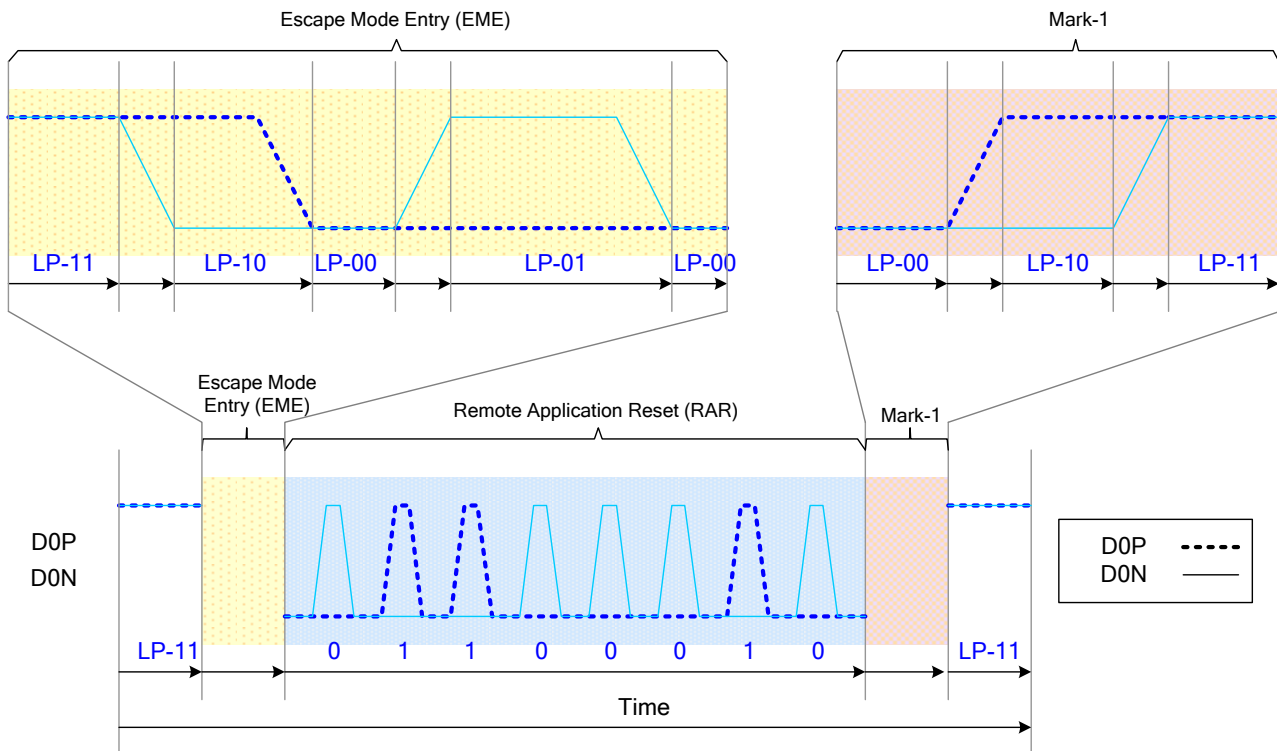 Escape Mode Entry (EME)
Mark-1
LP-11
LP-10
LP-00
LP-01
LP-00
LP-00
LP-10
LP-11
Escape Mode
Entry (EME)
Remote Application Reset (RAR)
Mark-1
D0P
D0N
LP-11
0 1 1 0 0 0 1 0
LP-11
D0P
D0N
Time